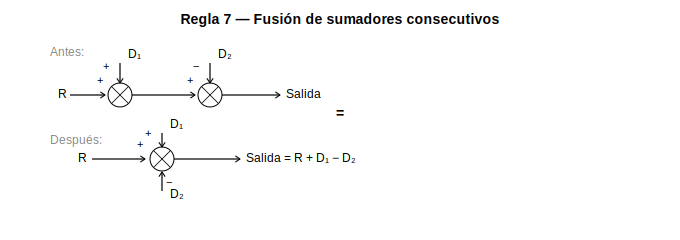 Regla 7 — Fusión de sumadores consecutivos
Antes:
D₁
D₂
+
−
+
+
R
Salida
=
Después:
D₁
+
+
R
Salida = R + D₁ − D₂
−
D₂